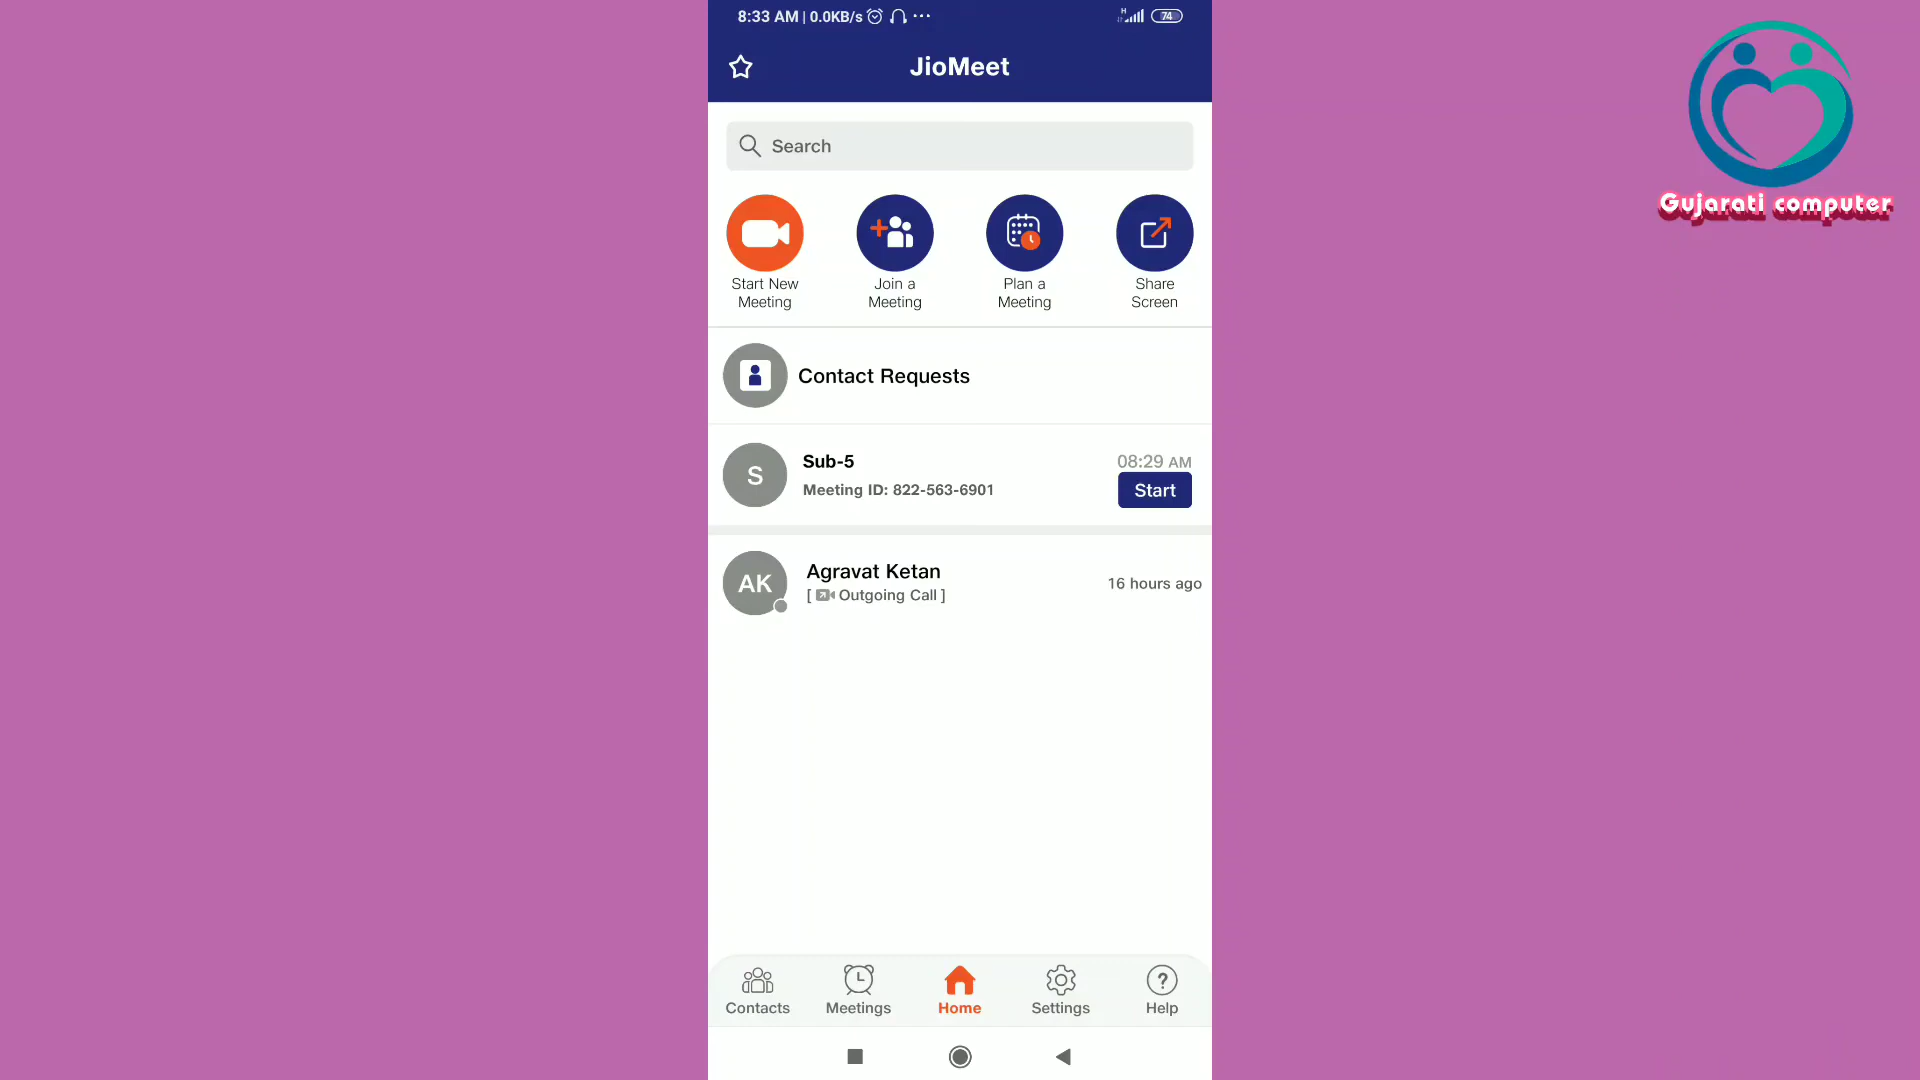 8:33 AM | 0.0KB/s ...
H
74
JioMeet
Gujarati computer
Search
Start New
Meeting
Join a
Meeting
Plan a
Meeting
Share
Screen
Contact Requests
S
Sub-5
08:29 AM
Meeting ID: 822-563-6901
Start
AK
Agravat Ketan
[ Outgoing Call ]
16 hours ago
Contacts
Meetings
Home
Settings
? Help